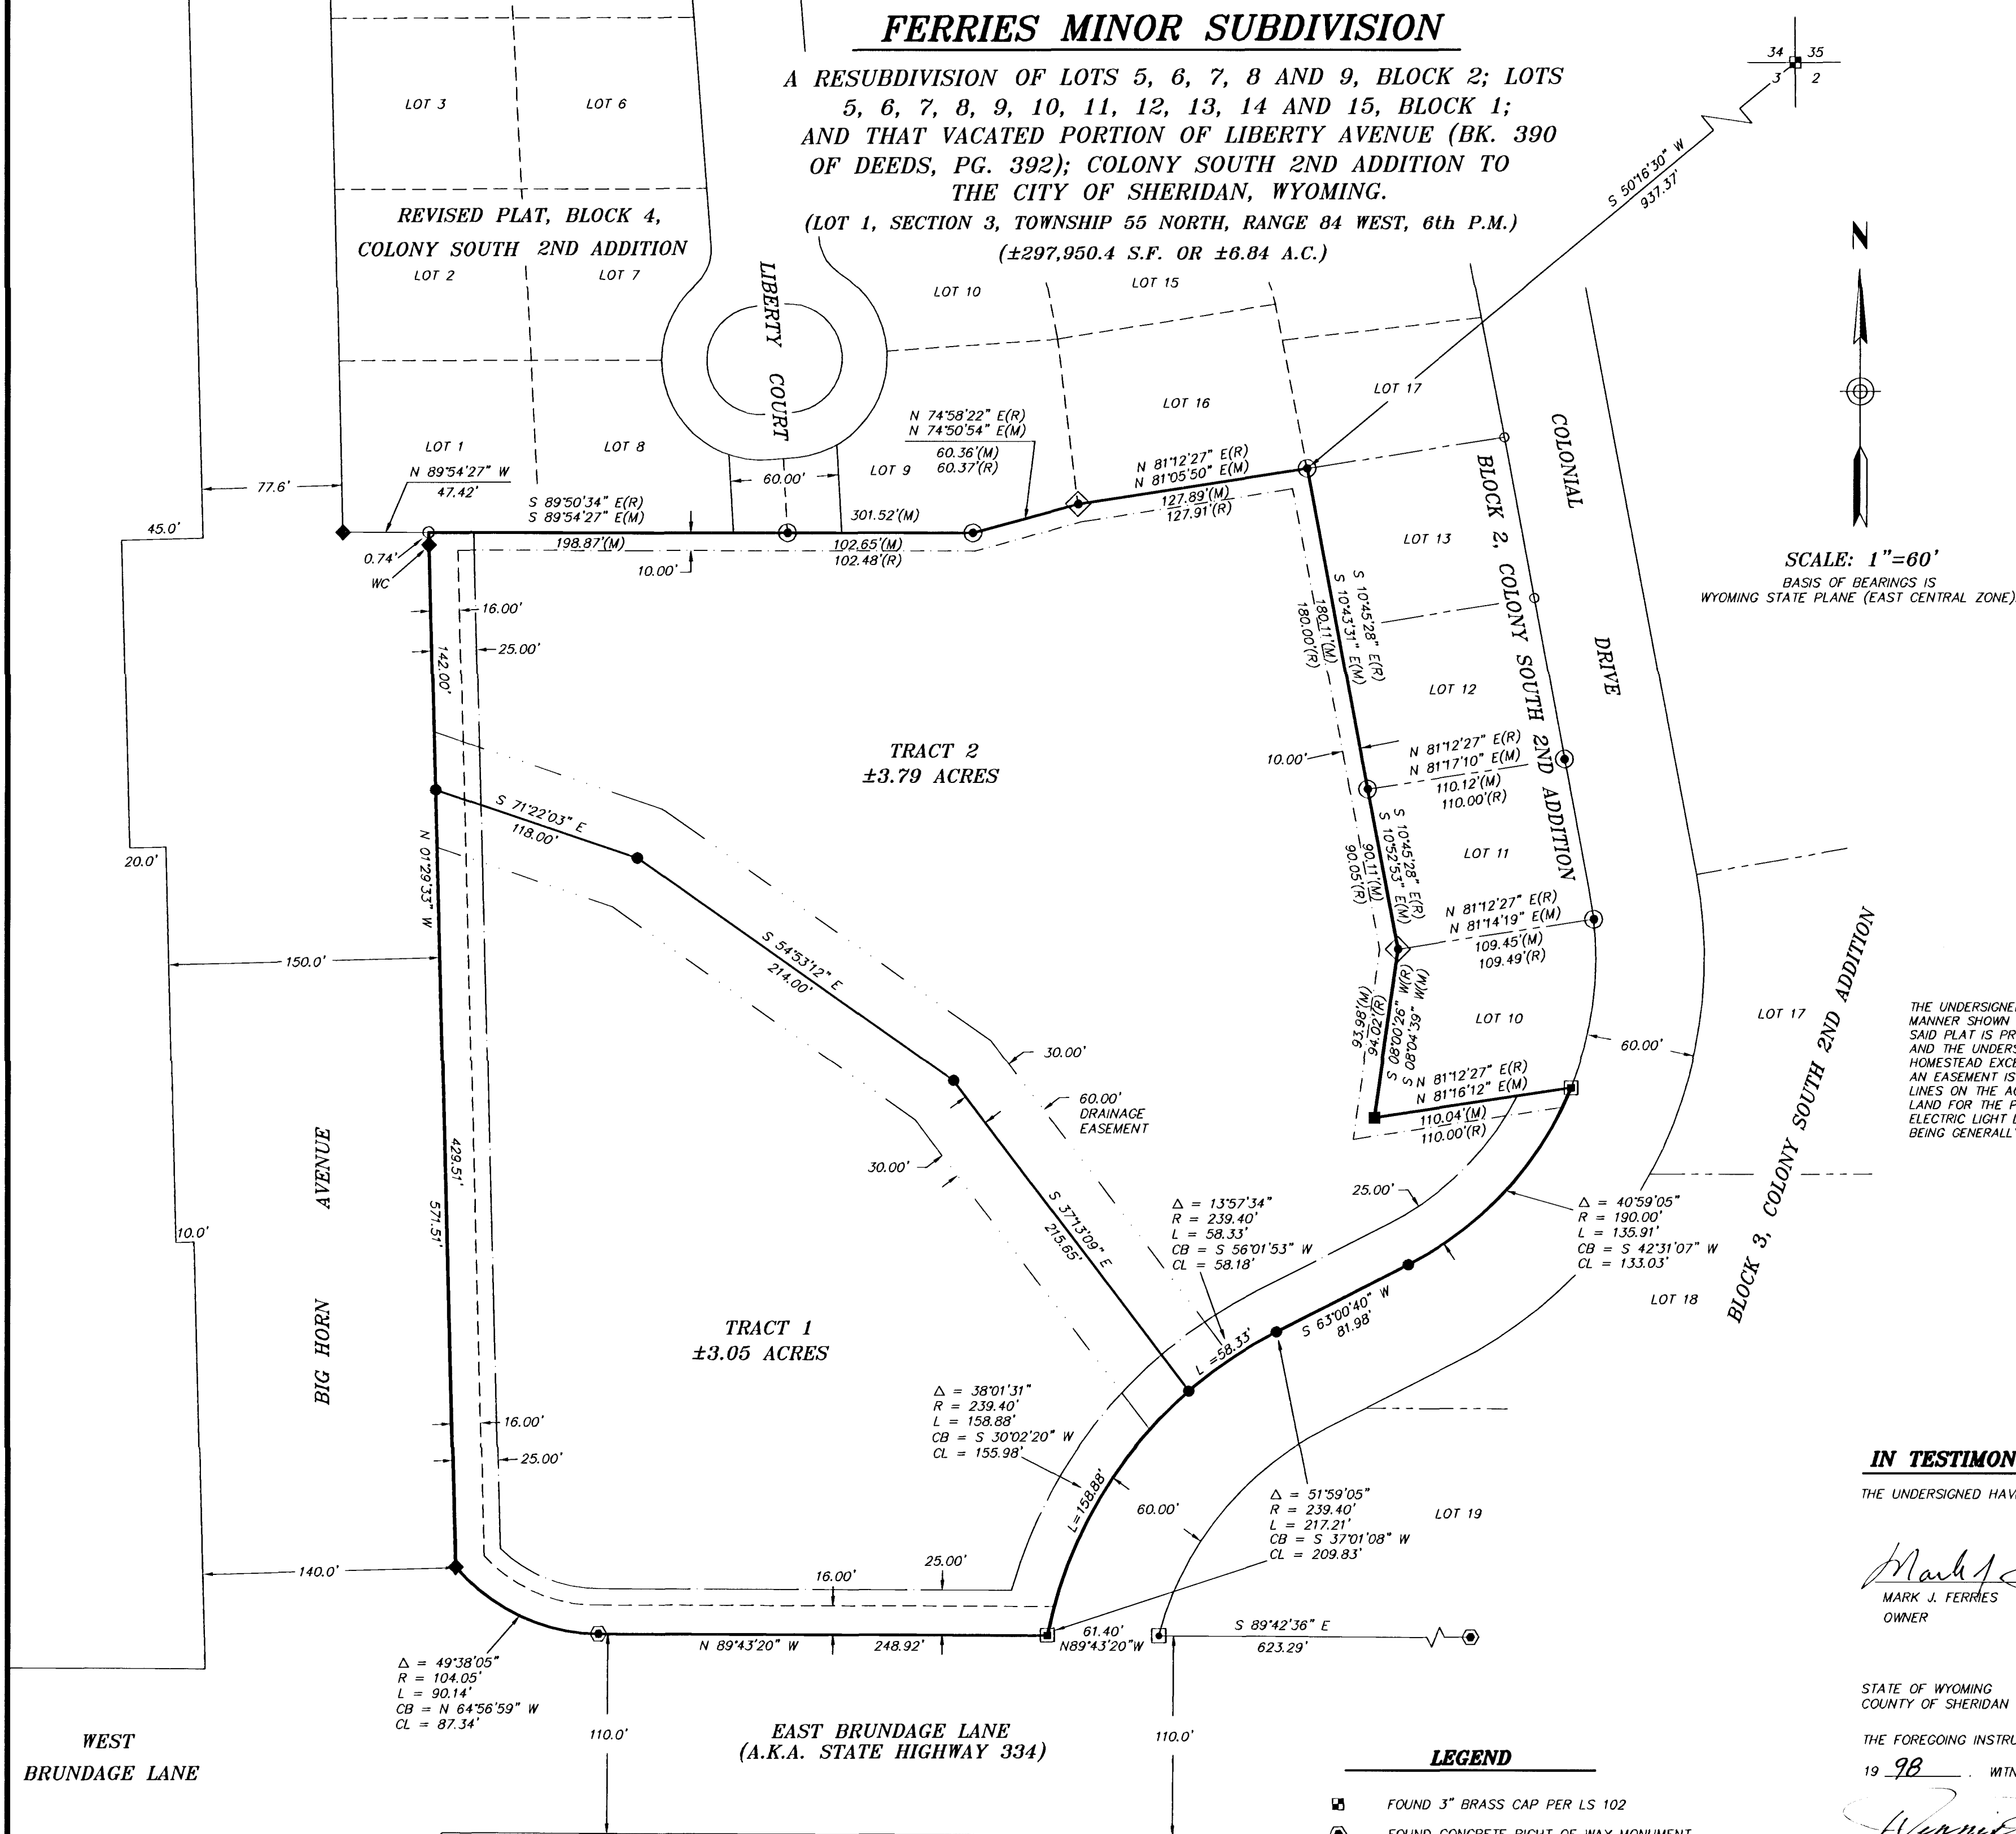 FERRIES MINOR SUBDIVISION
A RESUBDIVISION OF LOTS 5, 6, 7, 8 AND 9, BLOCK 2; LOTS
5, 6, 7, 8, 9, 10, 11, 12, 13, 14 AND 15, BLOCK 1;
AND THAT VACATED PORTION OF LIBERTY AVENUE (BK. 390
OF DEEDS, PG. 392); COLONY SOUTH 2ND ADDITION TO
THE CITY OF SHERIDAN, WYOMING.
(LOT 1, SECTION 3, TOWNSHIP 55 NORTH, RANGE 84 WEST, 6th P.M.)
(±297,950.4 S.F. OR ±6.84 A.C.)
34 35
3 2
S 50°16'30" W
937.37'
N
SCALE: 1"=60'
BASIS OF BEARINGS IS
WYOMING STATE PLANE (EAST CENTRAL ZONE)
LOT 3
LOT 6
REVISED PLAT, BLOCK 4,
COLONY SOUTH 2ND ADDITION
LOT 2
LOT 7
LIBERTY COURT
LOT 10
LOT 15
LOT 16
LOT 17
LOT 1
LOT 8
LOT 9
60.00'
77.6'
N 89°54'27" W
47.42'
S 89°50'34" E(R)
S 89°54'27" E(M)
301.52'(M)
198.87'(M)
102.65'(M)
102.48'(R)
10.00'
N 74°58'22" E(R)
N 74°50'54" E(M)
60.36'(M)
60.37'(R)
N 81°12'27" E(R)
N 81°05'50" E(M)
127.89'(M)
127.91'(R)
45.0'
0.74'
WC
16.00'
25.00'
142.00'
COLONIAL
DRIVE
BLOCK 2, COLONY SOUTH 2ND ADDITION
LOT 13
S 10°45'28" E(R)
S 10°43'31" E(M)
180.11'(M)
180.00'(R)
LOT 12
10.00'
N 81°12'27" E(R)
N 81°17'10" E(M)
110.12'(M)
110.00'(R)
TRACT 2
±3.79 ACRES
S 71°22'03" E
118.00'
20.0'
N 01°29'33" W
S 10°45'28" E(R)
S 10°52'53" E(M)
90.11'(M)
90.05'(R)
LOT 11
N 81°12'27" E(R)
N 81°14'19" E(M)
109.45'(M)
109.49'(R)
150.0'
S 54°53'12" E
214.00'
S 08°00'26" W(R)
S 08°04'39" W(M)
93.98'(M)
94.02'(R)
LOT 10
60.00'
LOT 17
BLOCK 3, COLONY SOUTH 2ND ADDITION
30.00'
60.00'
DRAINAGE
EASEMENT
N 81°12'27" E(R)
N 81°16'12" E(M)
110.04'(M)
110.00'(R)
THE UNDERSIGNE
MANNER SHOWN
SAID PLAT IS PR
AND THE UNDERS
HOMESTEAD EXCE
AN EASEMENT IS
LINES ON THE A
LAND FOR THE P
ELECTRIC LIGHT
BEING GENERALL
BIG HORN AVENUE
429.51'
571.51'
10.0'
30.00'
S 37°13'09" E
215.65'
25.00'
Δ = 13°57'34"
R = 239.40'
L = 58.33'
CB = S 56°01'53" W
CL = 58.18'
Δ = 40°59'05"
R = 190.00'
L = 135.91'
CB = S 42°31'07" W
CL = 133.03'
LOT 18
S 63°00'40" W
81.98'
L =58.33'
TRACT 1
±3.05 ACRES
16.00'
25.00'
Δ = 38°01'31"
R = 239.40'
L = 158.88'
CB = S 30°02'20" W
CL = 155.98'
L=158.88'
60.00'
Δ = 51°59'05"
R = 239.40'
L = 217.21'
CB = S 37°01'08" W
CL = 209.83'
LOT 19
IN TESTIMON
THE UNDERSIGNED HAV
Mark J
MARK J. FERRIES
OWNER
140.0'
16.00'
25.00'
N 89°43'20" W
248.92'
61.40'
N89°43'20"W
S 89°42'36" E
623.29'
Δ = 49°38'05"
R = 104.05'
L = 90.14'
CB = N 64°56'59" W
CL = 87.34'
STATE OF WYOMING
COUNTY OF SHERIDAN
THE FOREGOING INSTRU
19 98 . WITN
WEST
BRUNDAGE LANE
110.0'
EAST BRUNDAGE LANE
(A.K.A. STATE HIGHWAY 334)
110.0'
LEGEND
FOUND 3" BRASS CAP PER LS 102
FOUND CONCRETE RIGHT OF WAY MONUMENT